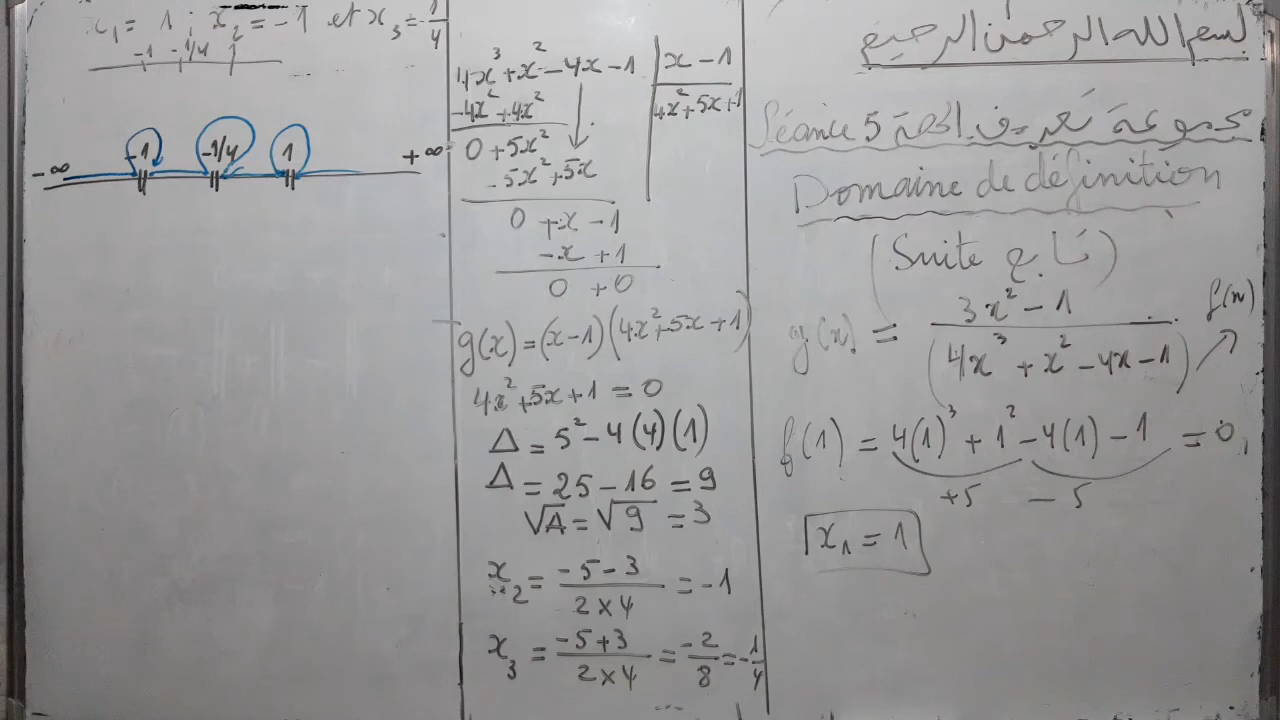 بسم الله الرحمن الرحيم
Séance 5 مجموعة تعريف الحصة
Domaine de définition
(Suite تابع)
g(x) = (3x² - 1) / (4x³ + x² - 4x - 1) ↗ f(x)
f(1) = 4(1)³ + 1² - 4(1) - 1 = 0
+5 - 5
x₁ = 1
4x³ + x² - 4x - 1 | x - 1
-4x² + 4x² | 4x² + 5x + 1
0 + 5x²
- 5x² + 5x
0 + x - 1
- x + 1
0 + 0
g(x) = (x - 1)(4x² + 5x + 1)
4x² + 5x + 1 = 0
Δ = 5² - 4(4)(1)
Δ = 25 - 16 = 9
√Δ = √9 = 3
x₂ = (-5 - 3) / (2 × 4) = -1
x₃ = (-5 + 3) / (2 × 4) = -2/8 = -1/4
x₁ = 1 ; x₂ = -1 et x₃ = -1/4
-1 -1/4 1
-∞ -1 -1/4 1 +∞